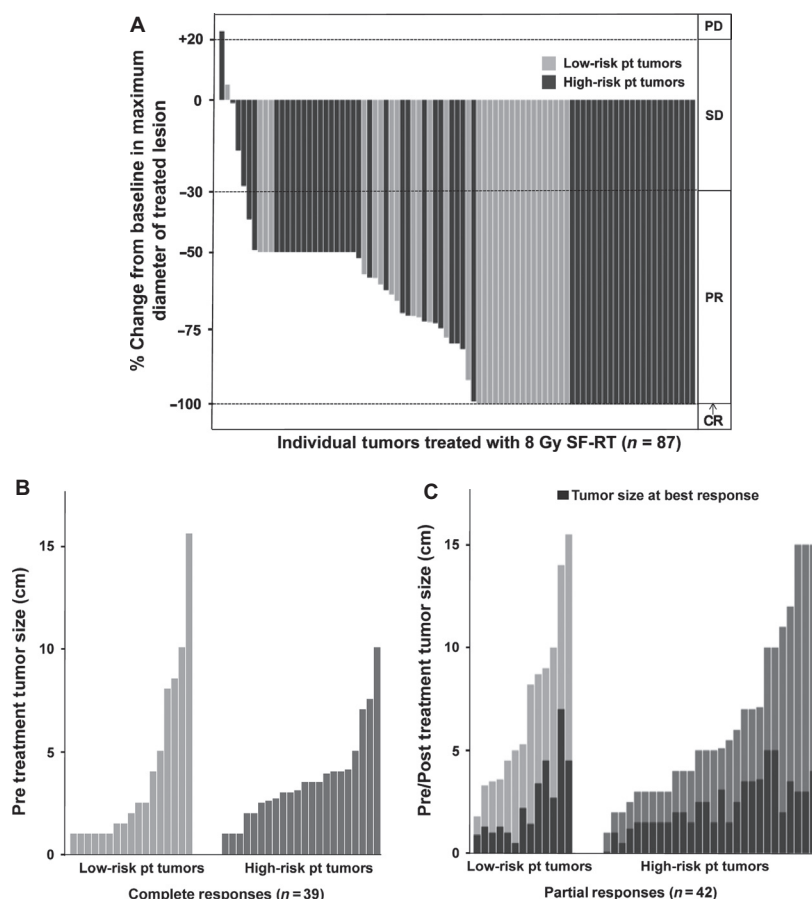 A
% Change from baseline in maximum
diameter of treated lesion
+20
0
–30
–50
–75
–100
Low-risk pt tumors
High-risk pt tumors
PD
SD
PR
CR
Individual tumors treated with 8 Gy SF-RT (n = 87)
B
Pre treatment tumor size (cm)
15
10
5
0
Low-risk pt tumors
High-risk pt tumors
Complete responses (n=39)
C
Tumor size at best response
Pre/Post treatment tumor size (cm)
15
10
5
0
Low-risk pt tumors
High-risk pt tumors
Partial responses (n=42)